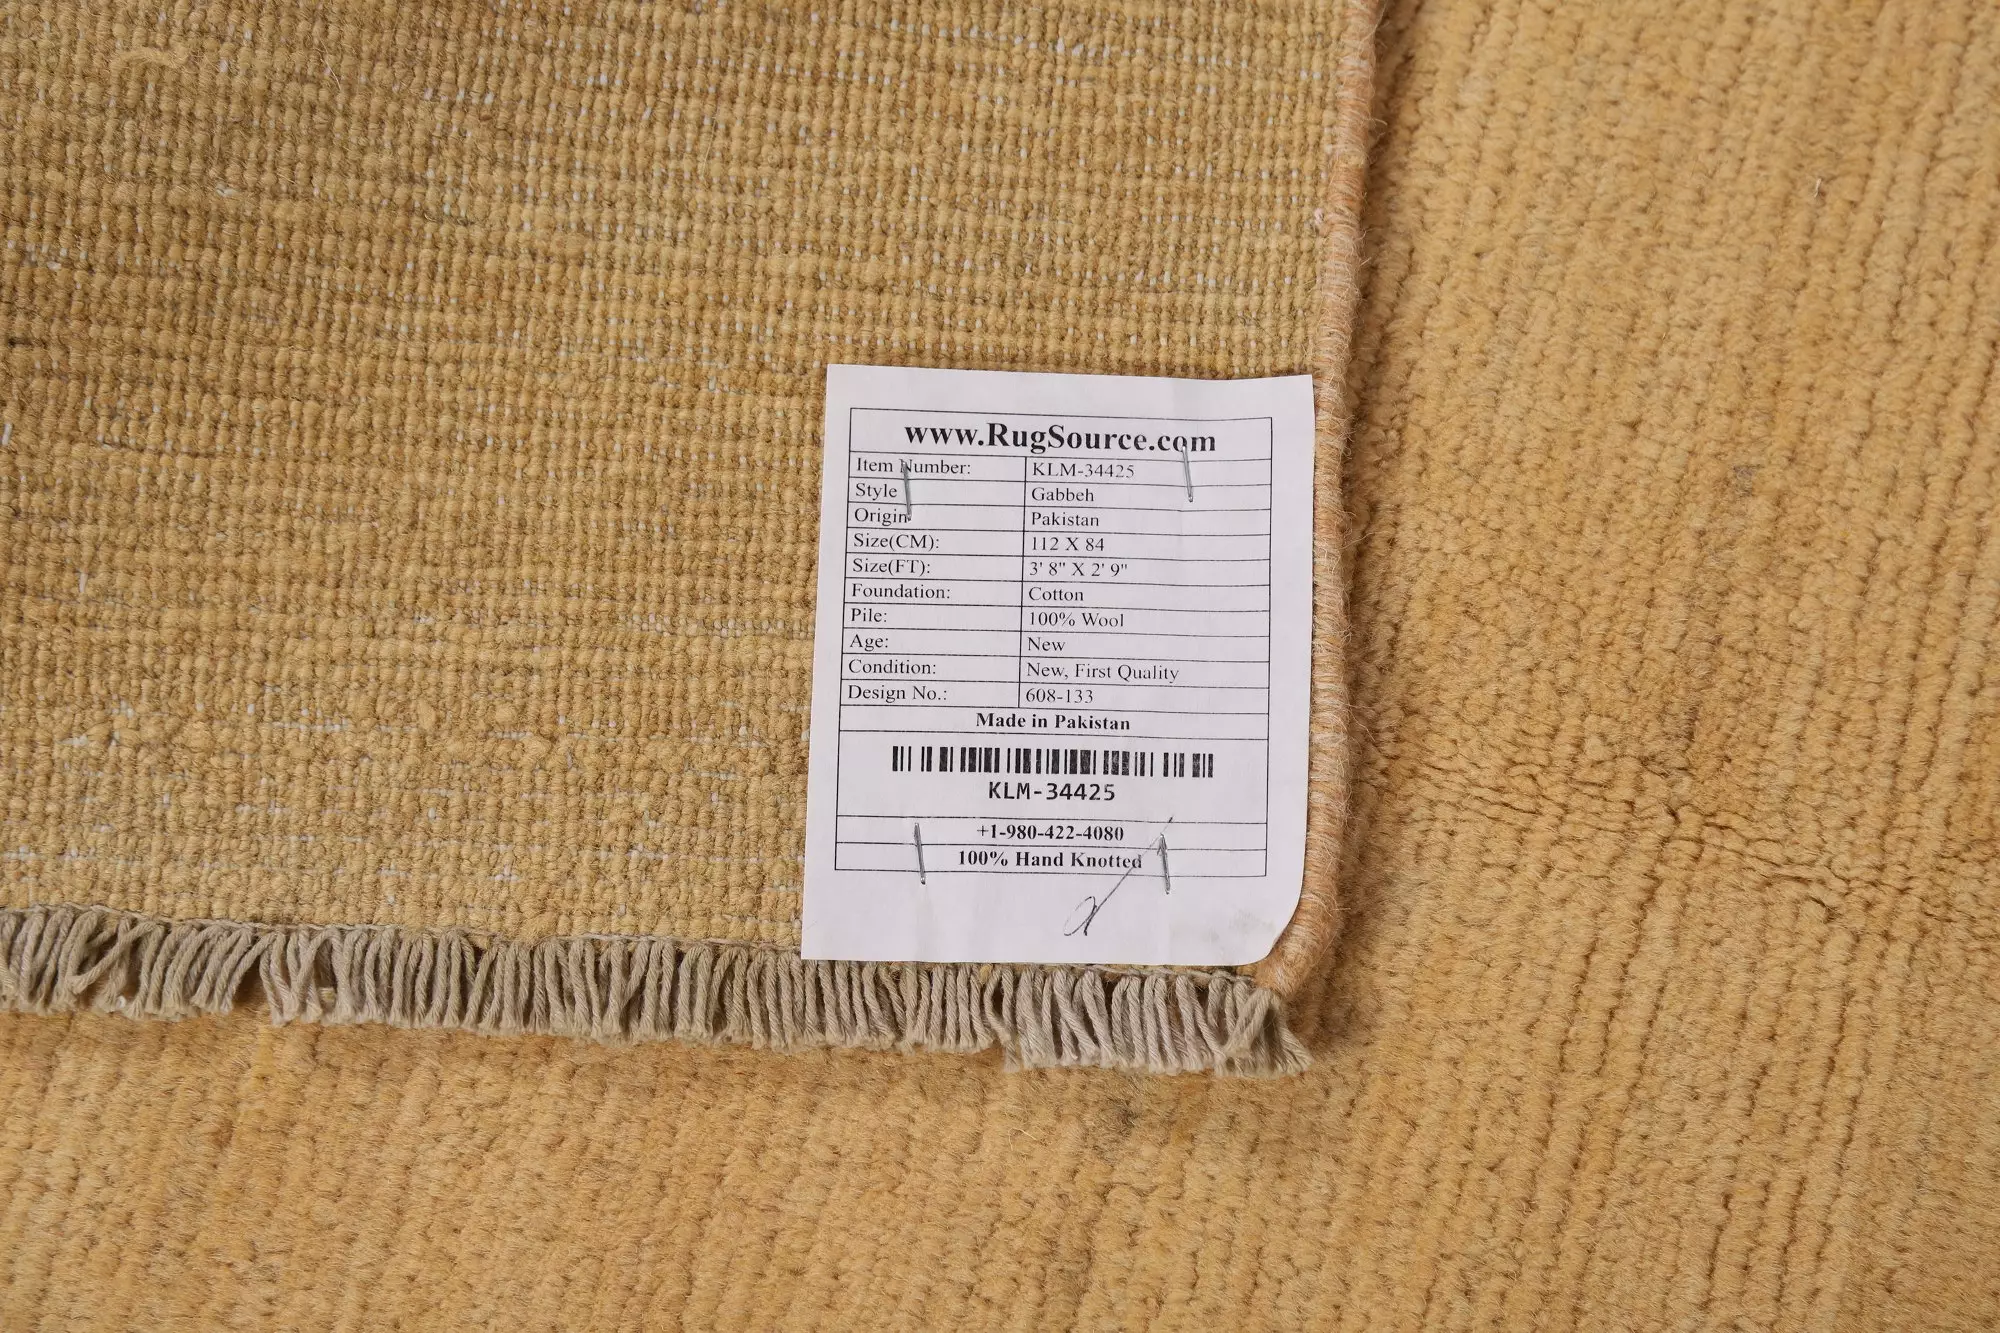 www.RugSource.com
Item Number: KLM-34425
Style Gabbeh
Origin Pakistan
Size(CM): 112 X 84
Size(FT): 3' 8" X 2' 9"
Foundation: Cotton
Pile: 100% Wool
Age: New
Condition: New, First Quality
Design No.: 608-133
Made in Pakistan
KLM-34425
+1-980-422-4080
100% Hand Knotted